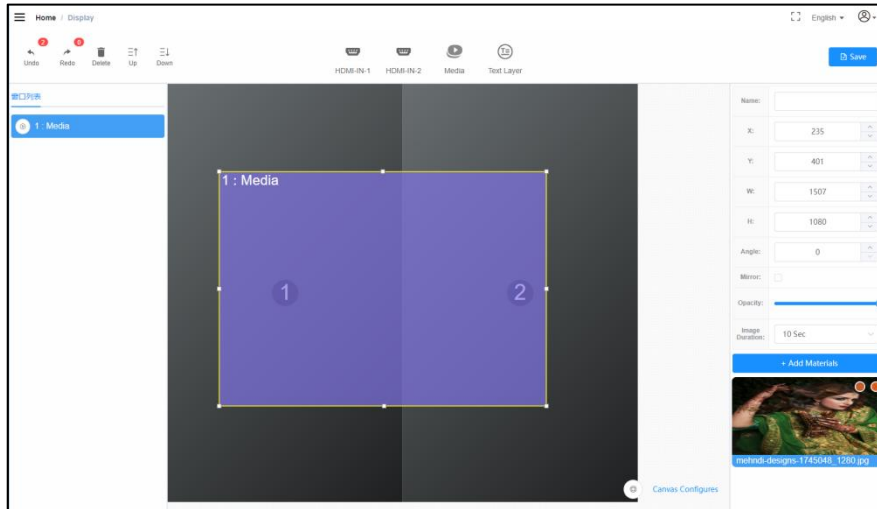 Home / Display
English
2
6
Undo
Redo
Delete
Up
Down
HDMI-IN-1
HDMI-IN-2
Media
Text Layer
Save
窗口列表
1 : Media
1 : Media
1
2
Canvas Configures
Name:
X: 235
Y: 401
W: 1507
H: 1080
Angle: 0
Mirror:
Opacity:
Image Duration: 10 Sec
+ Add Materials
mehndi-designs-1745048_1280.jpg